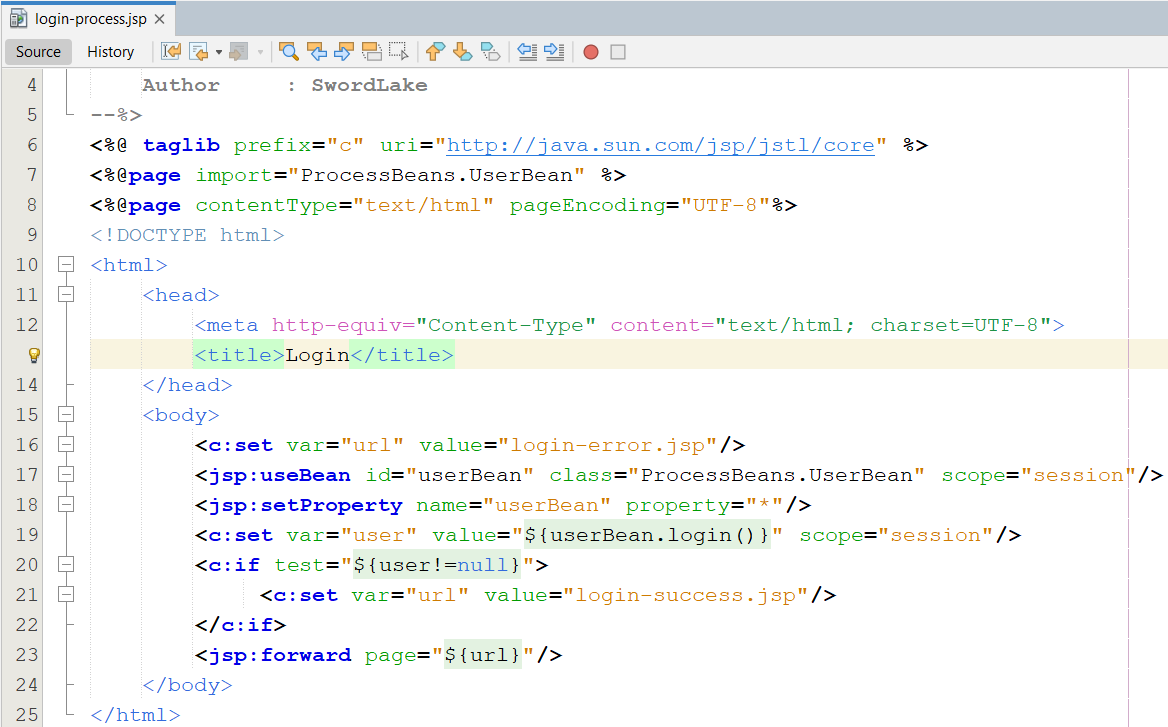 login-process.jsp
Source History
4 Author : SwordLake
5 --%>
6 <%@ taglib prefix="c" uri="http://java.sun.com/jsp/jstl/core" %>
7 <%@page import="ProcessBeans.UserBean" %>
8 <%@page contentType="text/html" pageEncoding="UTF-8"%>
9 <!DOCTYPE html>
10 <html>
11 <head>
12 <meta http-equiv="Content-Type" content="text/html; charset=UTF-8">
<title>Login</title>
14 </head>
15 <body>
16 <c:set var="url" value="login-error.jsp"/>
17 <jsp:useBean id="userBean" class="ProcessBeans.UserBean" scope="session"/>
18 <jsp:setProperty name="userBean" property="*"/>
19 <c:set var="user" value="${userBean.login()}" scope="session"/>
20 <c:if test="${user!=null}">
21 <c:set var="url" value="login-success.jsp"/>
22 </c:if>
23 <jsp:forward page="${url}"/>
24 </body>
25 </html>